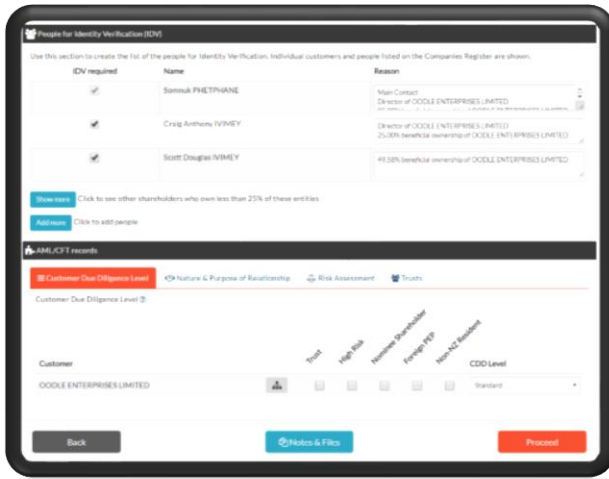 People for Identity Verification (IDV)
Use this section to create the list of the people for Identity Verification. Individual customers and people listed on the Companies Register are shown.
IDV required Name Reason
Somnuk PHETPHANE
Main Contact
Director of OODLE ENTERPRISES LIMITED
Craig Anthony IVIMEY
Director of OODLE ENTERPRISES LIMITED
25.00% beneficial ownership of OODLE ENTERPRISES LIMITED
Scott Douglas IVIMEY
49.50% beneficial ownership of OODLE ENTERPRISES LIMITED
Show more Click to see other shareholders who own less than 25% of these entities
Add more Click to add people
AML/CFT records
Customer Due Diligence Level Nature & Purpose of Relationship Risk Assessment Trusts
Customer Due Diligence Level
Customer Trust High Risk Nominee Shareholder Foreign PEP Non-NZ Resident CDD Level
OODLE ENTERPRISES LIMITED Standard
Back Notes & Files Proceed